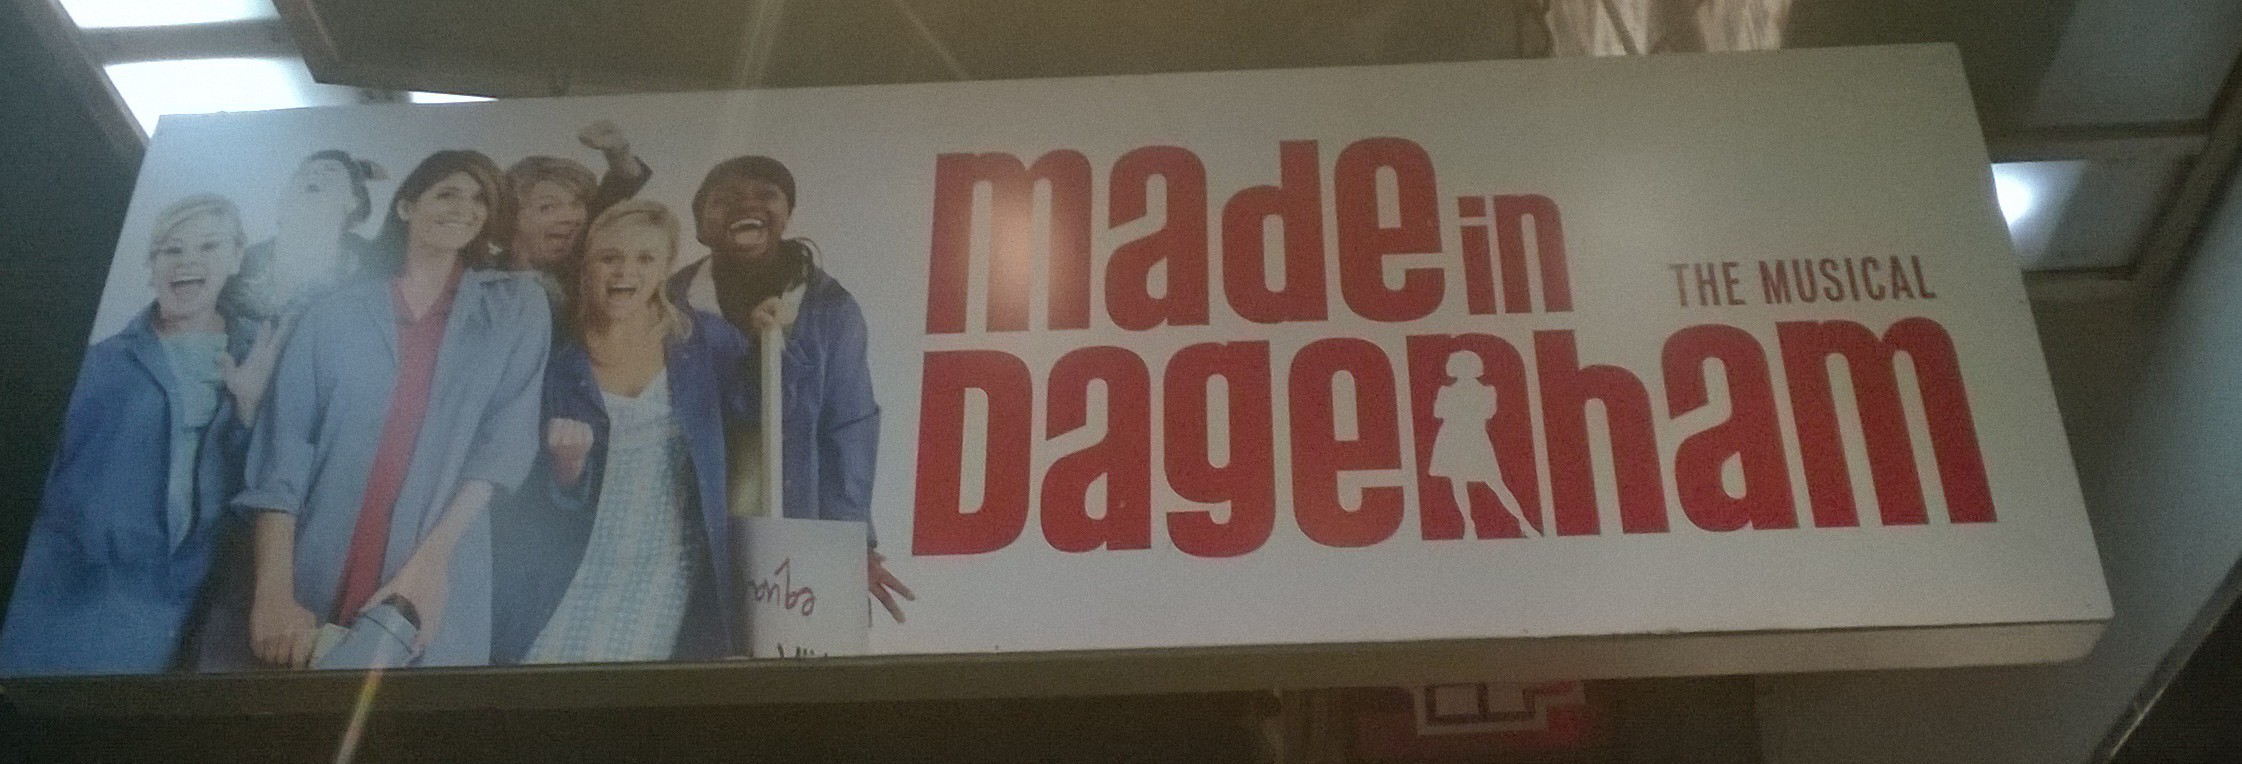 made in
THE MUSICAL
Dagenham